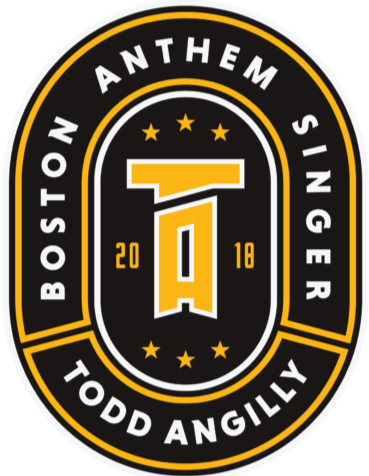 BOSTON ANTHEM SINGER
TA
20 18
TODD ANGILLY